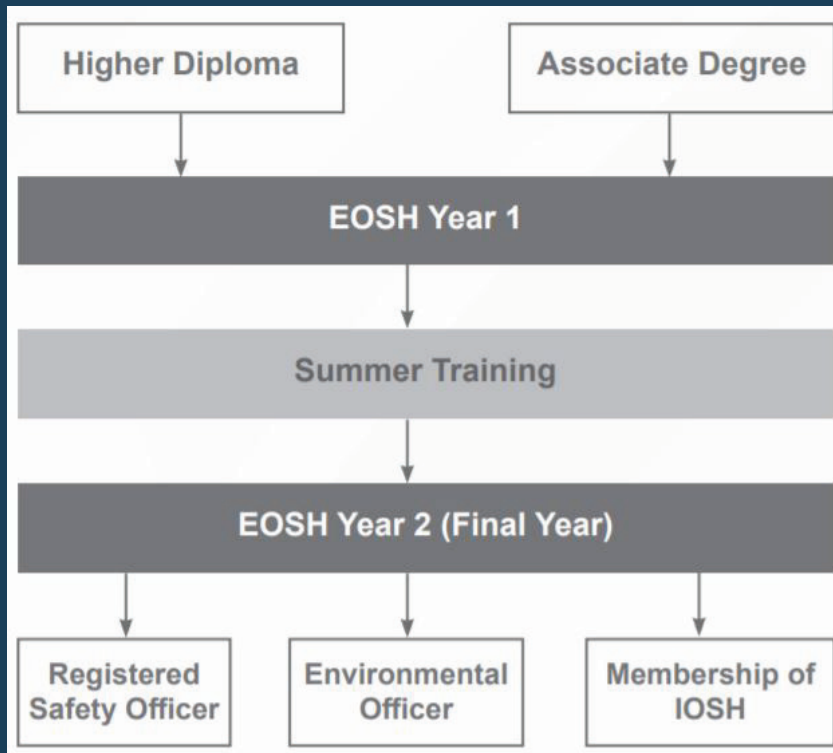 Higher Diploma
Associate Degree
EOSH Year 1
Summer Training
EOSH Year 2 (Final Year)
Registered
Safety Officer
Environmental
Officer
Membership of
IOSH